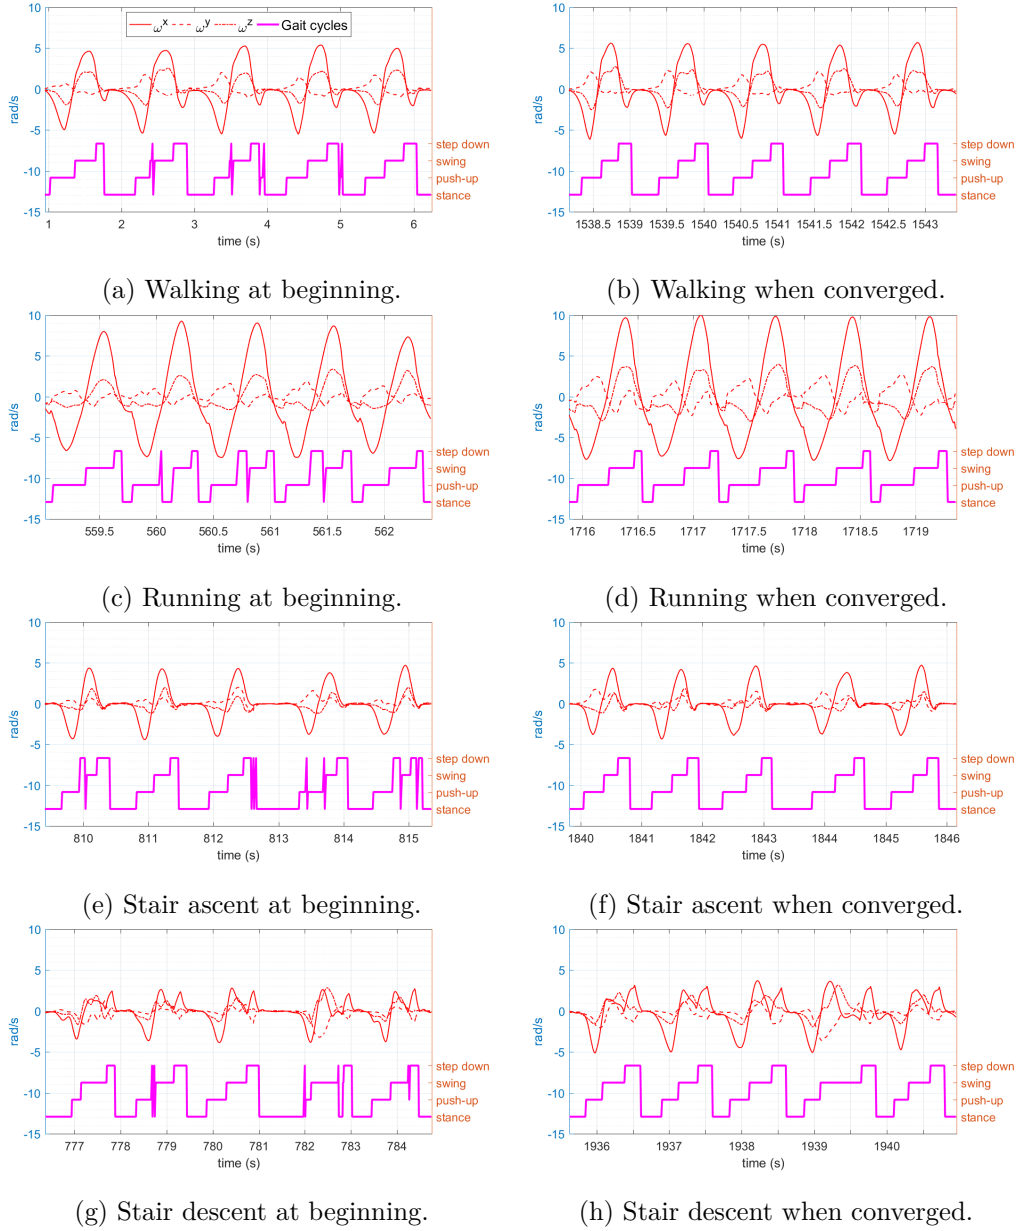 ω^x ω^y ω^z Gait cycles
10
5
0
-5
-10
-15
rad/s
step down
swing
push-up
stance
1 2 3 4 5 6
time (s)
10
5
0
-5
-10
-15
rad/s
step down
swing
push-up
stance
1538.5 1539 1539.5 1540 1540.5 1541 1541.5 1542 1542.5 1543
time (s)
(a) Walking at beginning.
(b) Walking when converged.
10
5
0
-5
-10
-15
rad/s
step down
swing
push-up
stance
559.5 560 560.5 561 561.5 562
time (s)
10
5
0
-5
-10
-15
rad/s
step down
swing
push-up
stance
1716 1716.5 1717 1717.5 1718 1718.5 1719
time (s)
(c) Running at beginning.
(d) Running when converged.
10
5
0
-5
-10
-15
rad/s
step down
swing
push-up
stance
810 811 812 813 814 815
time (s)
10
5
0
-5
-10
-15
rad/s
step down
swing
push-up
stance
1840 1841 1842 1843 1844 1845 1846
time (s)
(e) Stair ascent at beginning.
(f) Stair ascent when converged.
10
5
0
-5
-10
-15
rad/s
step down
swing
push-up
stance
777 778 779 780 781 782 783 784
time (s)
10
5
0
-5
-10
-15
rad/s
step down
swing
push-up
stance
1936 1937 1938 1939 1940
time (s)
(g) Stair descent at beginning.
(h) Stair descent when converged.